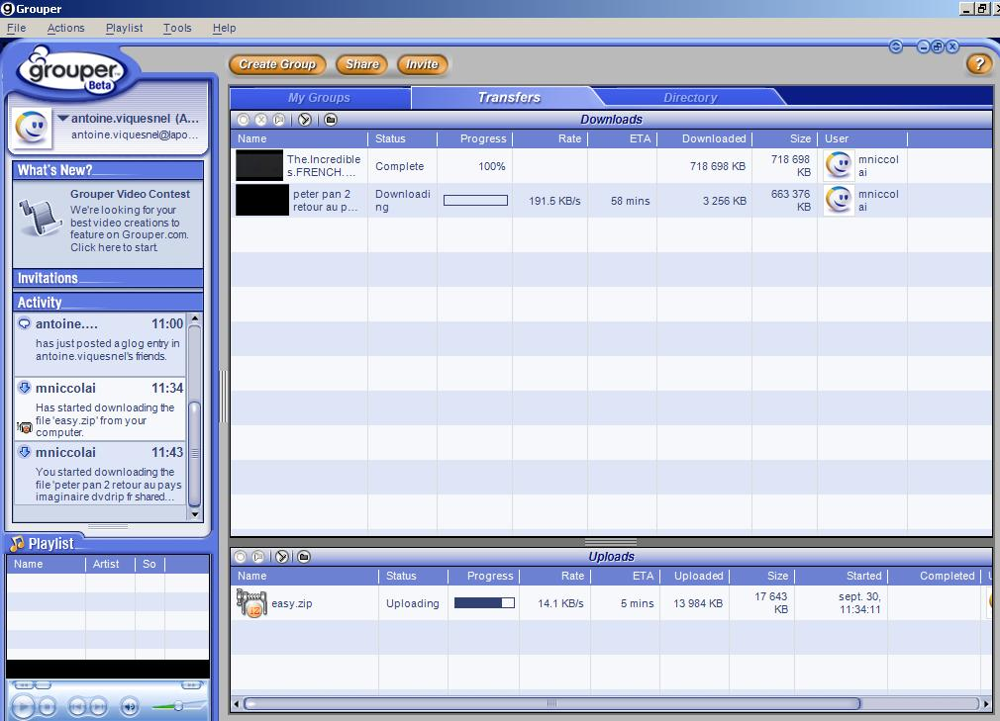 Grouper
File Actions Playlist Tools Help
grouper
Beta
Create Group Share Invite
?
antoine.viquesnel (A...
antoine.viquesnel@lapo...
What's New?
Grouper Video Contest
We're looking for your
best video creations to
feature on Grouper.com.
Click here to start.
Invitations
Activity
antoine.... 11:00
has just posted a glog entry in
antoine.viquesnel's friends.
mniccolai 11:34
Has started downloading the
file 'easy.zip' from your
computer.
mniccolai 11:43
You started downloading the
file 'peter pan 2 retour au pays
imaginaire dvdrip fr shared...
Playlist
Name Artist So
My Groups Transfers Directory
Downloads
Name Status Progress Rate ETA Downloaded Size User
The.Incredible
s.FRENCH....
Complete 100% 718 698 KB
718 698
KB
mniccol
ai
peter pan 2
retour au p...
Downloadi
ng
191.5 KB/s 58 mins 3 256 KB
663 376
KB
mniccol
ai
Uploads
Name Status Progress Rate ETA Uploaded Size Started Completed
easy.zip Uploading 14.1 KB/s 5 mins 13 984 KB
17 643
KB
sept. 30,
11:34:11